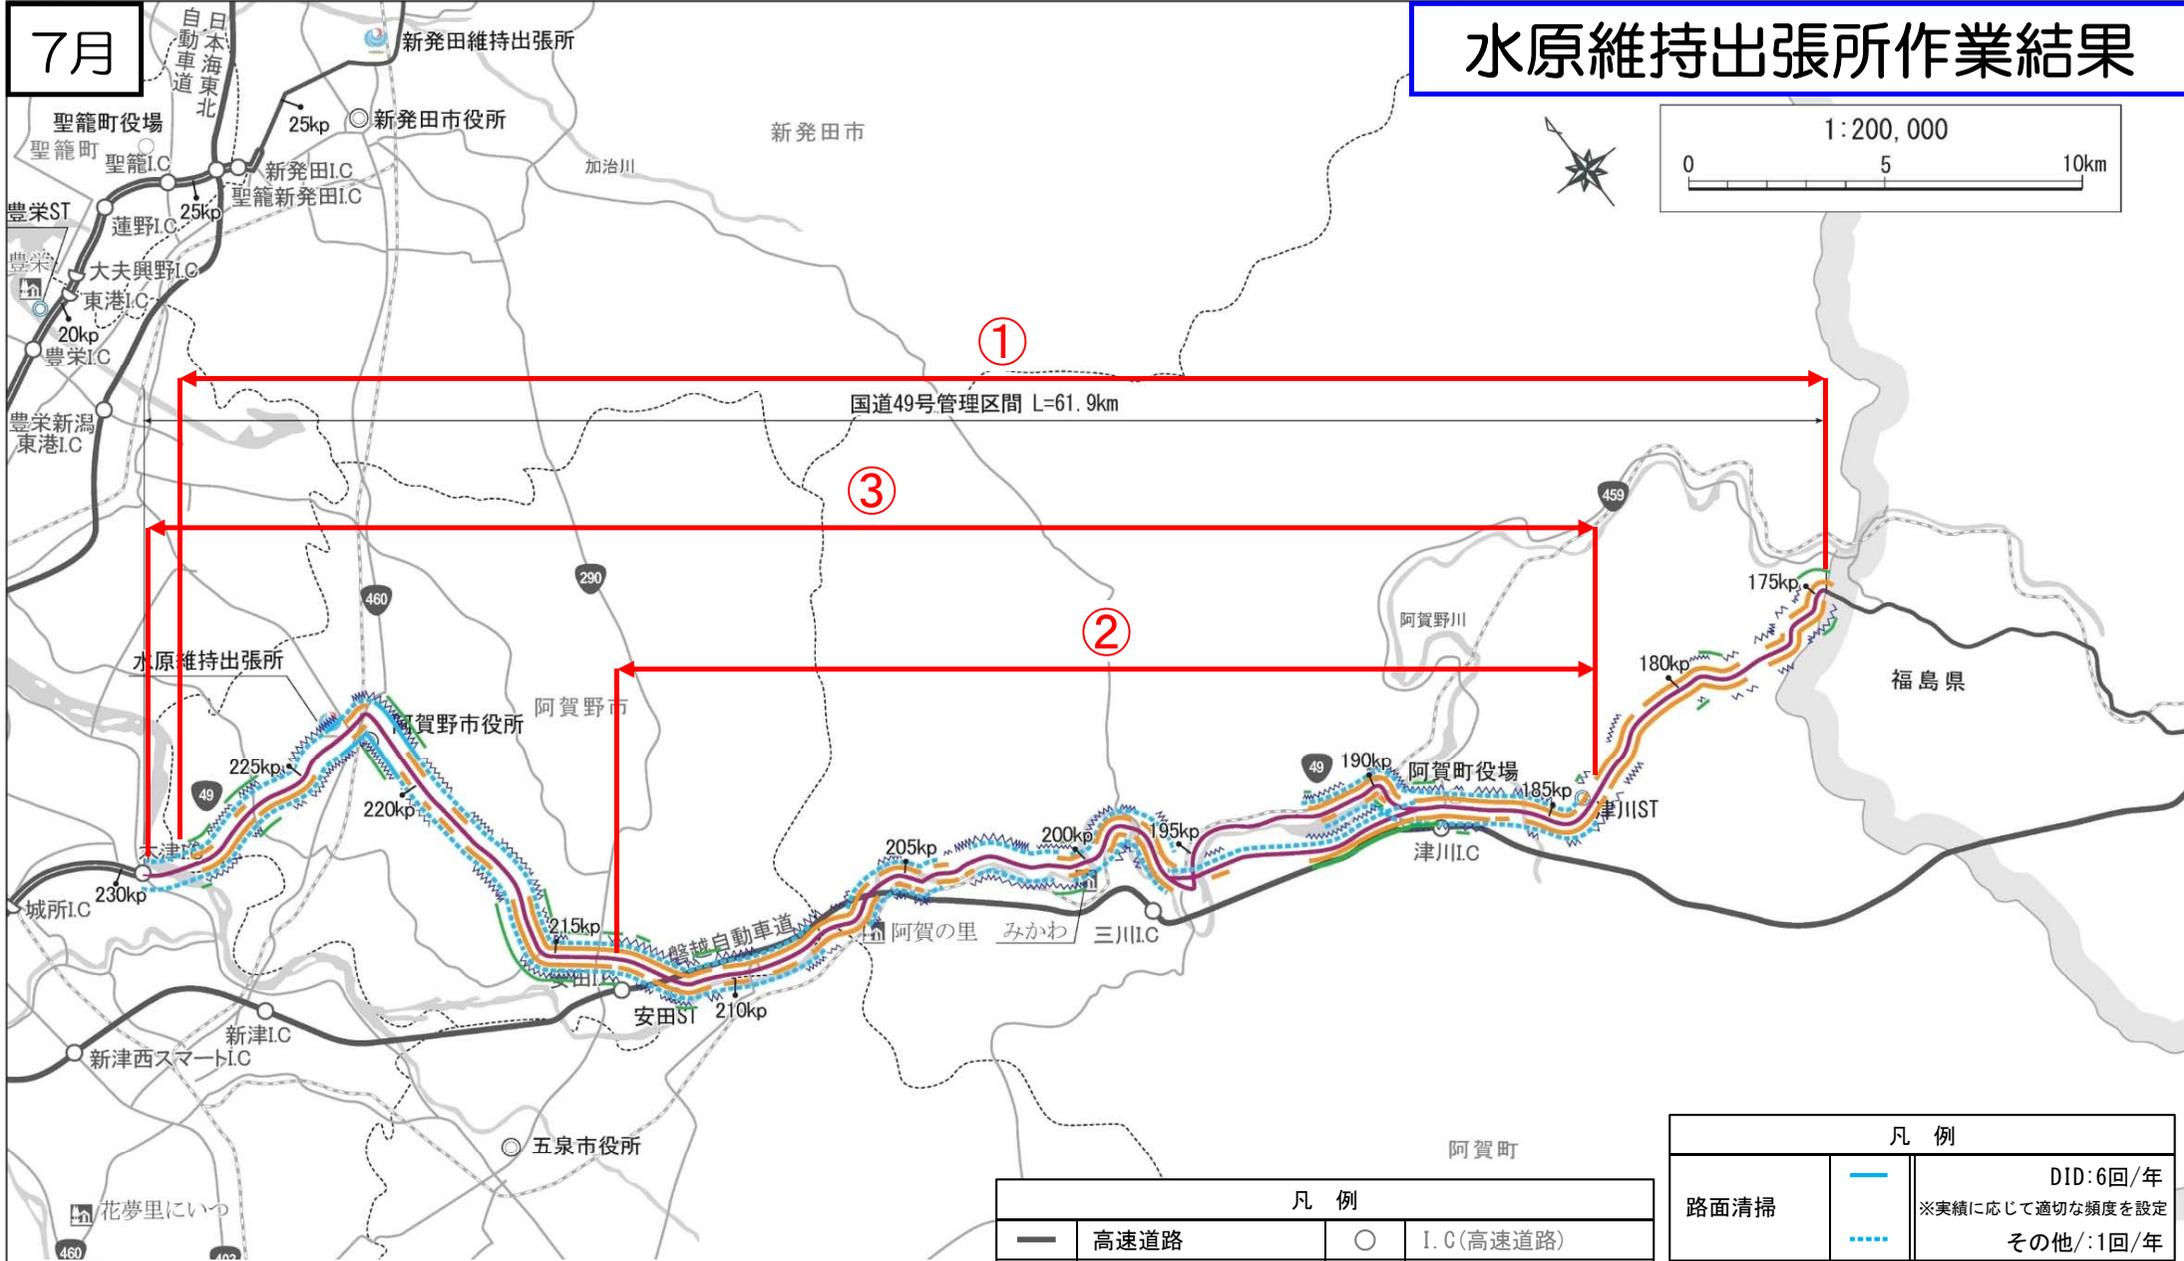 7月
水原維持出張所作業結果
日本海東北
自動車道
新発田維持出張所
25kp
新発田市役所
新発田市
加治川
1:200,000
0 5 10km
聖籠町役場
聖籠町
聖籠I.C
新発田I.C
聖籠新発田I.C
25kp
豊栄ST
蓮野I.C
豊栄
大夫興野I.C
東港I.C
20kp
豊栄I.C
豊栄新潟
東港I.C
①
国道49号管理区間 L=61.9km
③
459
290
460
②
阿賀野川
175kp
180kp
福島県
水原維持出張所
阿賀野市役所
阿賀野市
225kp
49
220kp
49
190kp
阿賀町役場
185kp
津川ST
津川I.C
205kp
200kp
195kp
230kp
城所I.C
215kp
磐越自動車道
阿賀の里
みかわ
三川I.C
安田ST
210kp
新津I.C
新津西スマートI.C
五泉市役所
阿賀町
花夢里にいつ
460
凡 例
高速道路
I.C(高速道路)
凡 例
路面清掃
DID:6回/年
※実績に応じて適切な頻度を設定
その他/:1回/年